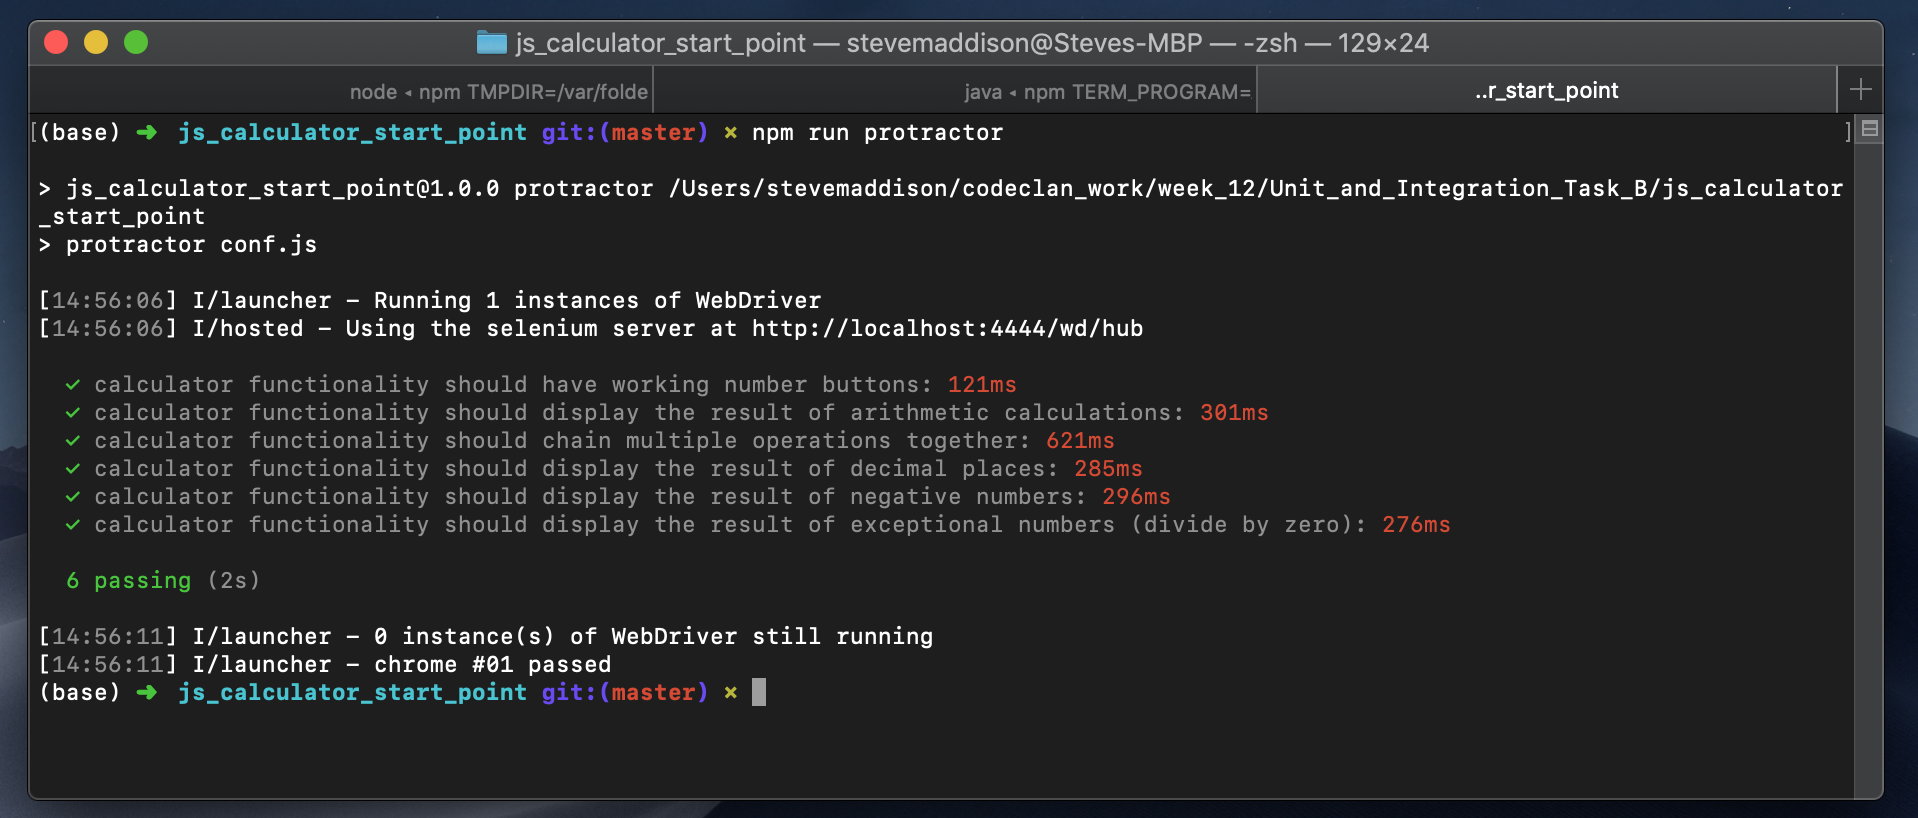 js_calculator_start_point — stevemaddison@Steves-MBP — -zsh — 129×24
node ◂ npm TMPDIR=/var/folde
java ◂ npm TERM_PROGRAM=
..r_start_point
[(base) ➜ js_calculator_start_point git:(master) × npm run protractor ]
> js_calculator_start_point@1.0.0 protractor /Users/stevemaddison/codeclan_work/week_12/Unit_and_Integration_Task_B/js_calculator
_start_point
> protractor conf.js
[14:56:06] I/launcher – Running 1 instances of WebDriver
[14:56:06] I/hosted – Using the selenium server at http://localhost:4444/wd/hub
✓ calculator functionality should have working number buttons: 121ms
✓ calculator functionality should display the result of arithmetic calculations: 301ms
✓ calculator functionality should chain multiple operations together: 621ms
✓ calculator functionality should display the result of decimal places: 285ms
✓ calculator functionality should display the result of negative numbers: 296ms
✓ calculator functionality should display the result of exceptional numbers (divide by zero): 276ms
6 passing (2s)
[14:56:11] I/launcher – 0 instance(s) of WebDriver still running
[14:56:11] I/launcher – chrome #01 passed
(base) ➜ js_calculator_start_point git:(master) ×